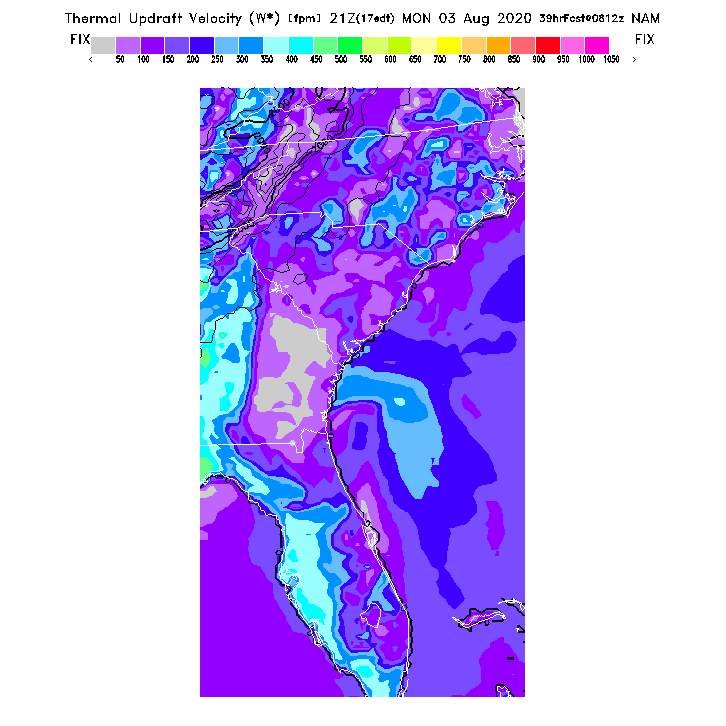 Thermal Updraft Velocity (W*) [fpm] 21Z(17edt) MON 03 Aug 2020 39hrFcst@0812z NAM
FIX FIX
< 50 100 150 200 250 300 350 400 450 500 550 600 650 700 750 800 850 900 950 1000 1050 >